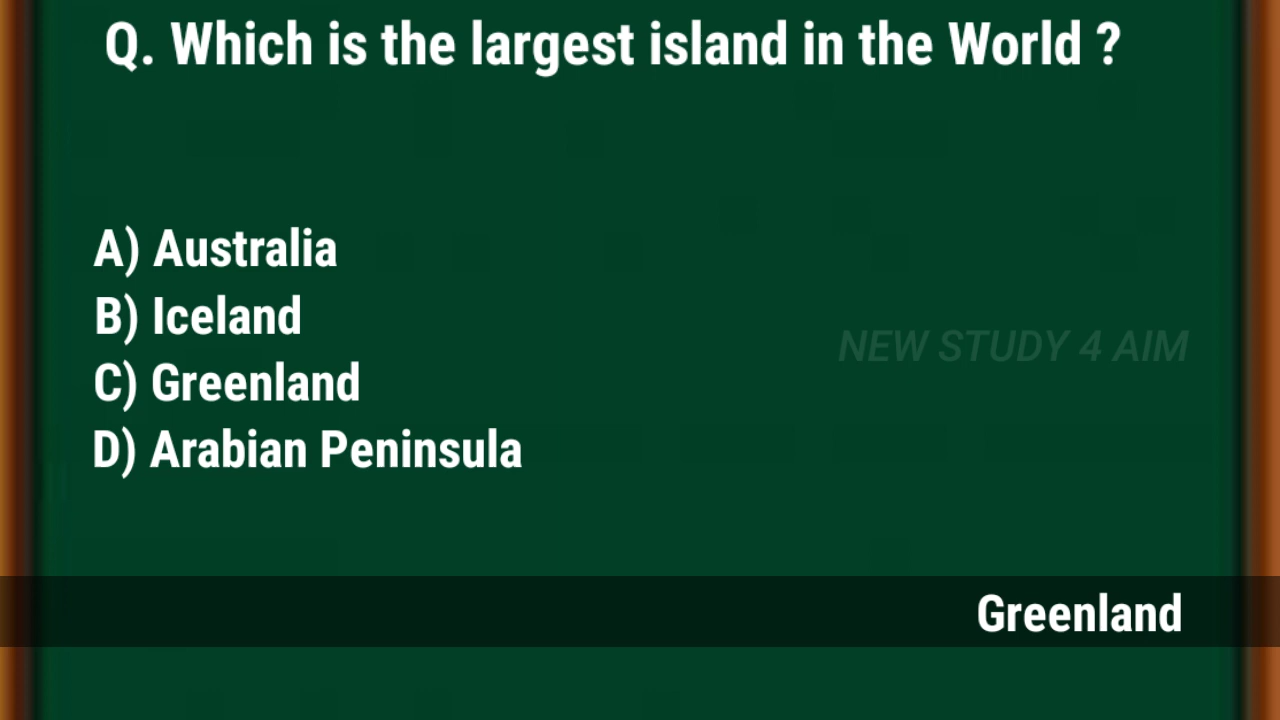 Q. Which is the largest island in the World ?
A) Australia
B) Iceland
NEW STUDY 4 AIM
C) Greenland
D) Arabian Peninsula
Greenland